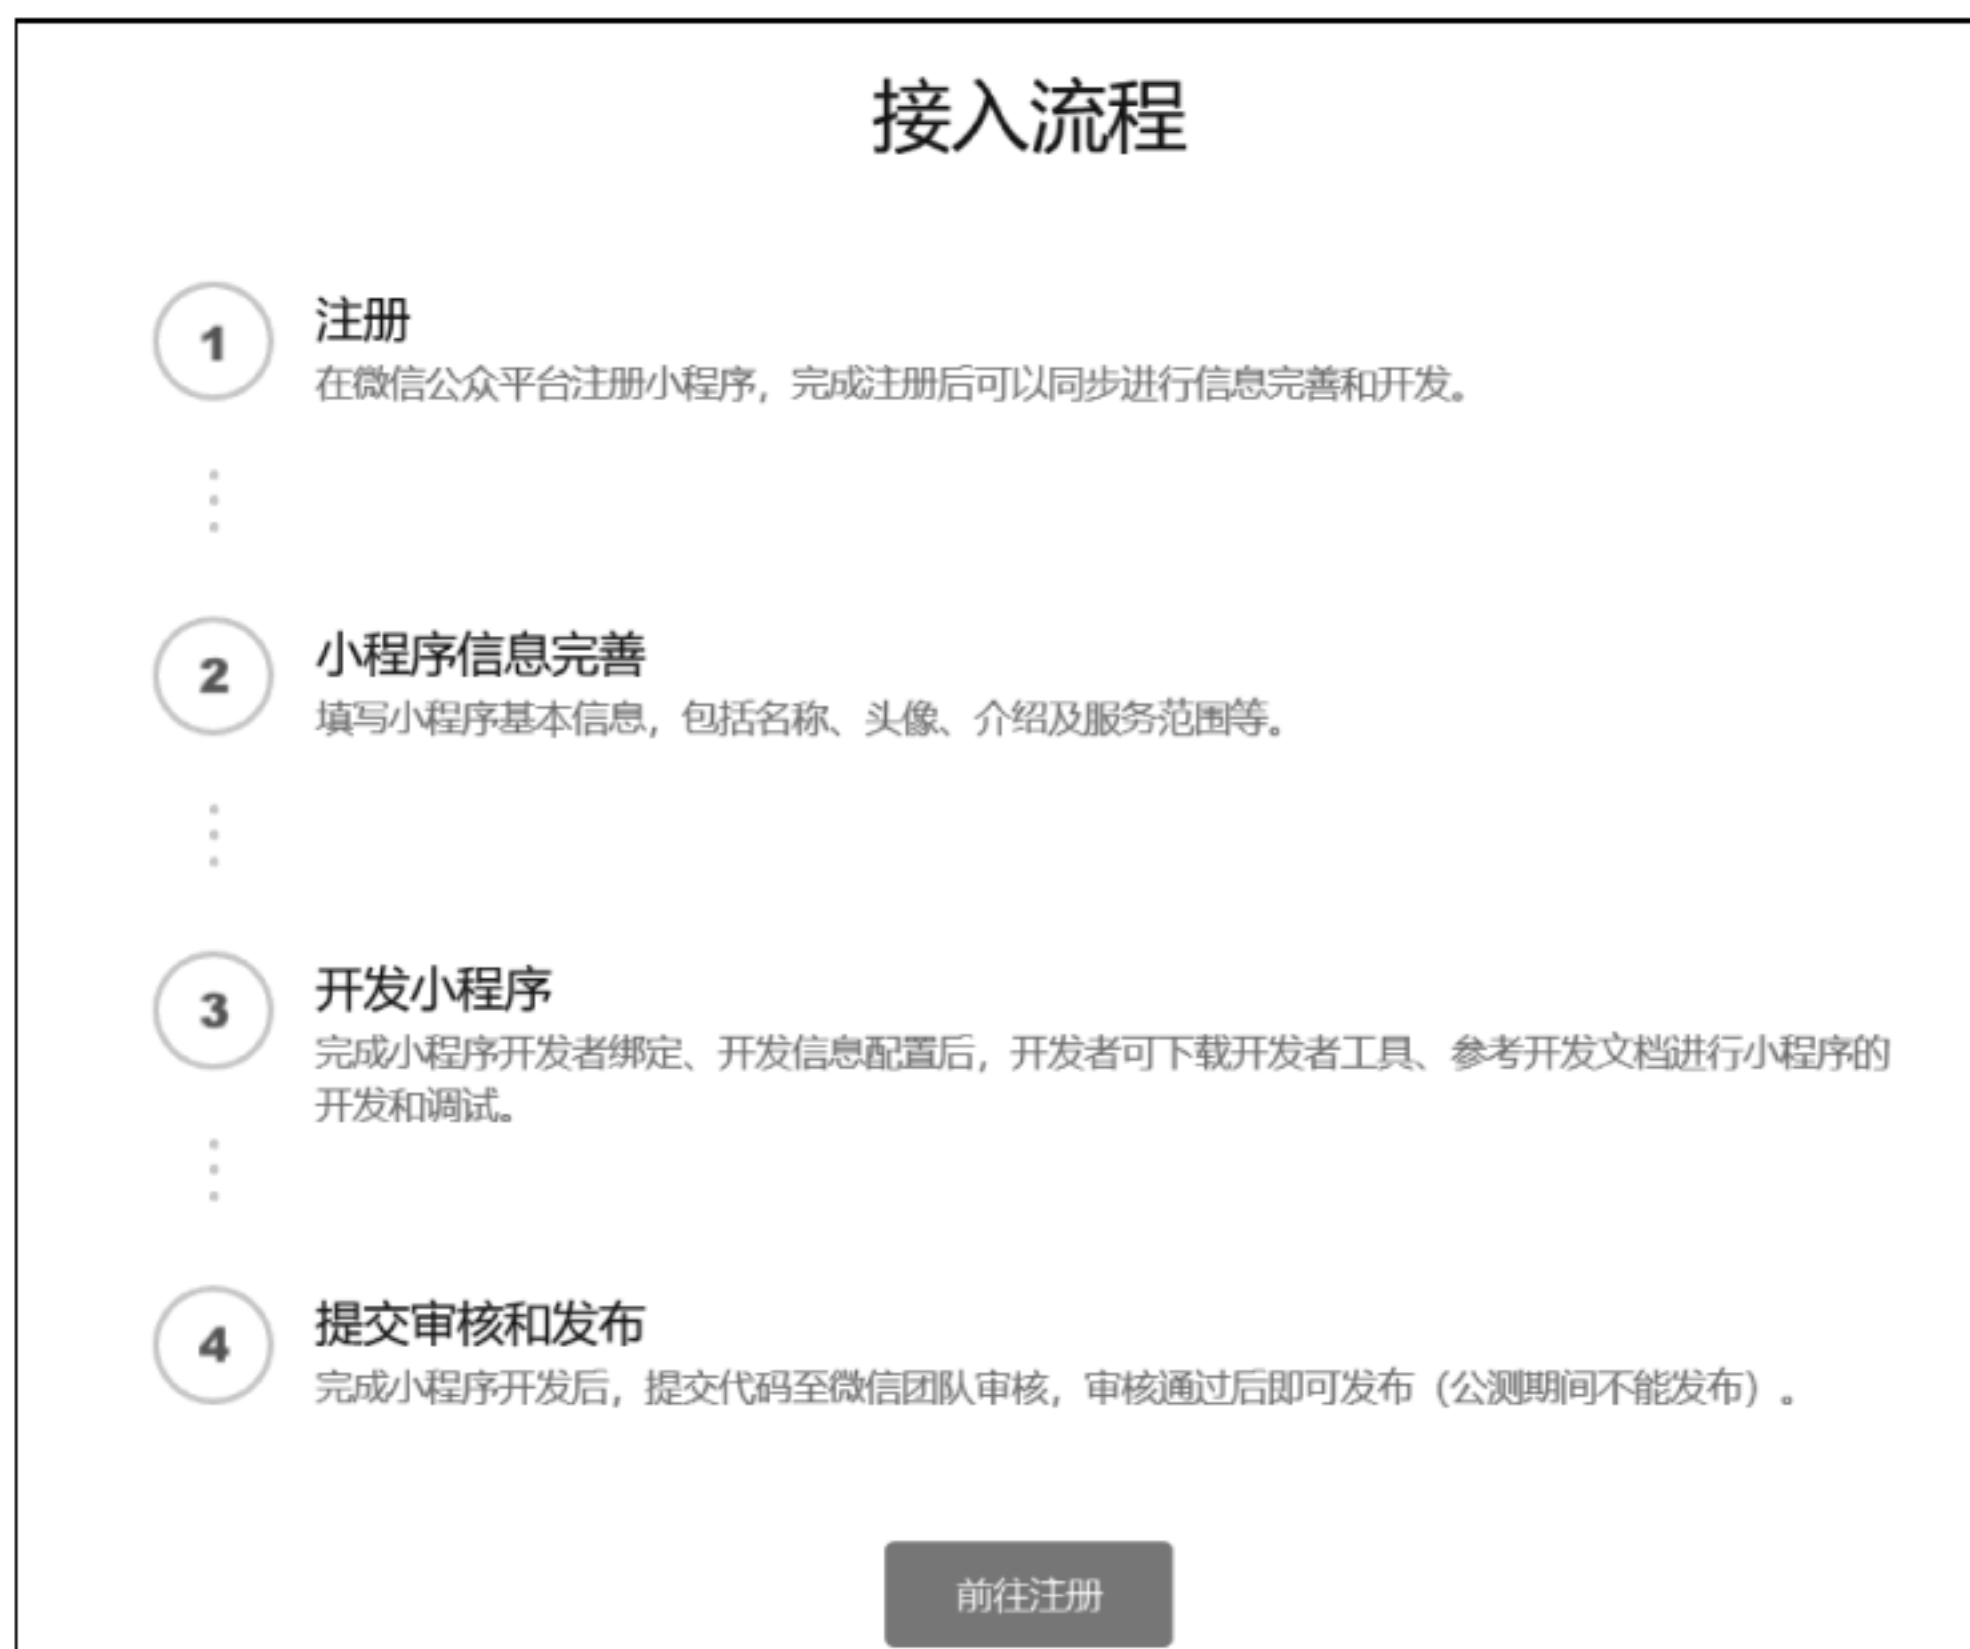 接入流程
1
注册
在微信公众平台注册小程序，完成注册后可以同步进行信息完善和开发。
2
小程序信息完善
填写小程序基本信息，包括名称、头像、介绍及服务范围等。
3
开发小程序
完成小程序开发者绑定、开发信息配置后，开发者可下载开发者工具、参考开发文档进行小程序的
开发和调试。
4
提交审核和发布
完成小程序开发后，提交代码至微信团队审核，审核通过后即可发布（公测期间不能发布）。
前往注册